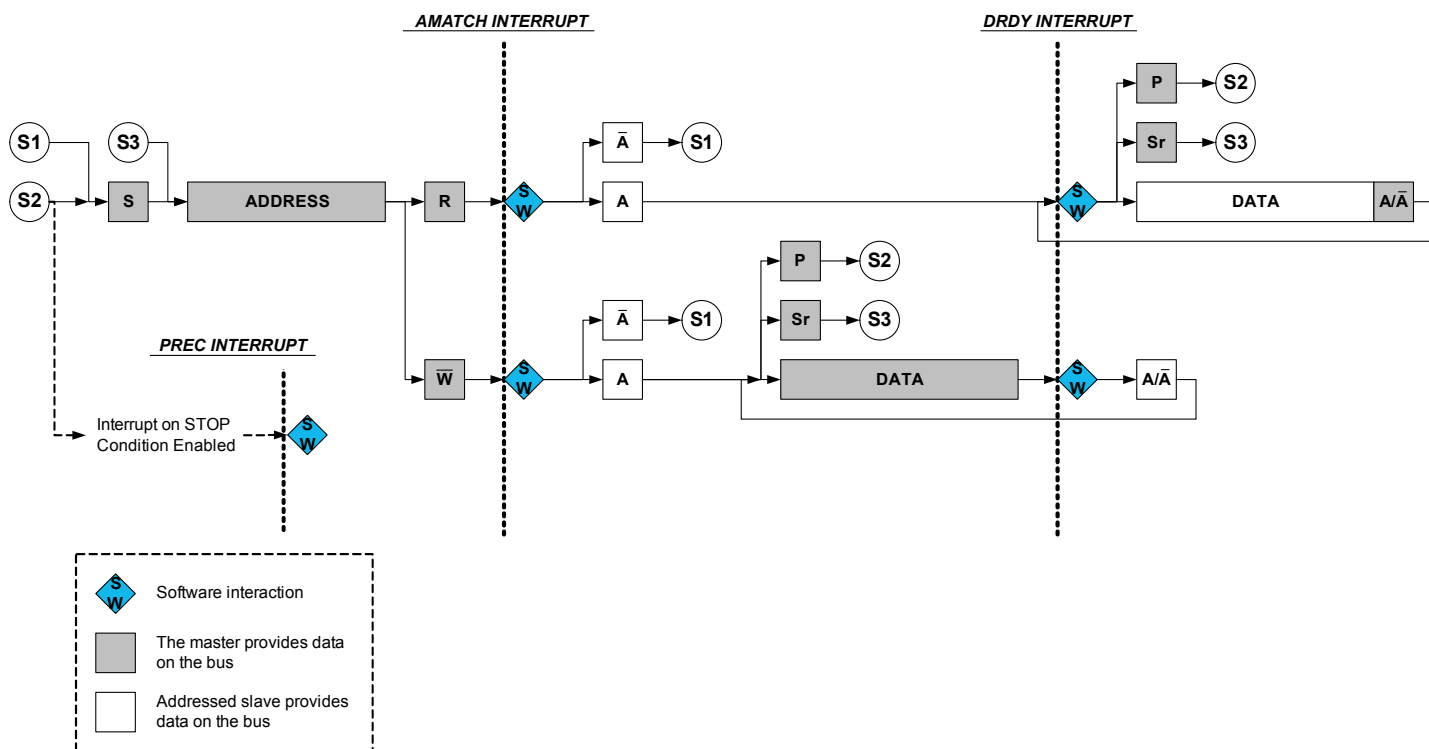 AMATCH INTERRUPT
DRDY INTERRUPT
P
S2
S1
S3
A̅
S1
Sr
S3
S2
S
ADDRESS
R
S
W
A
S
W
DATA
A/A̅
P
S2
A̅
S1
Sr
S3
PREC INTERRUPT
W̅
S
W
A
DATA
S
W
A/A̅
Interrupt on STOP
Condition Enabled
S
W
S
W
Software interaction
The master provides data
on the bus
Addressed slave provides
data on the bus